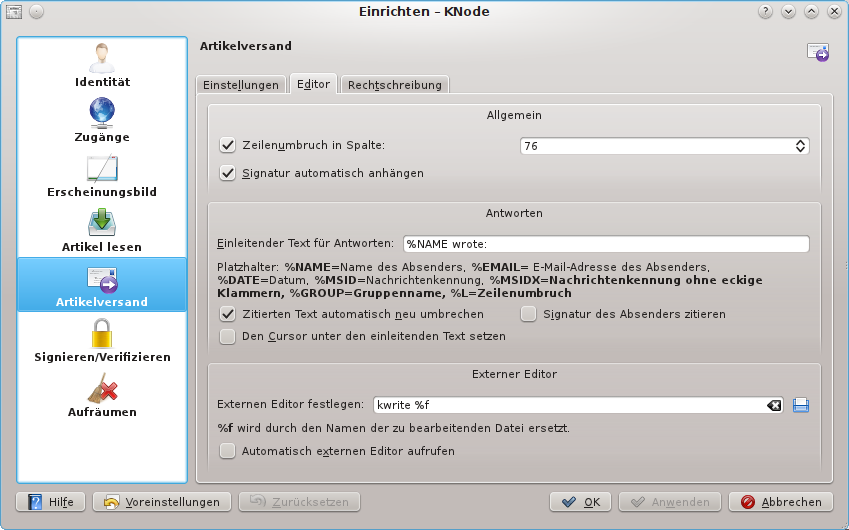 Einrichten – KNode
Identität
Zugänge
Erscheinungsbild
Artikel lesen
Artikelversand
Signieren/Verifizieren
Aufräumen
Artikelversand
Einstellungen Editor Rechtschreibung
Allgemein
Zeilenumbruch in Spalte: 76
Signatur automatisch anhängen
Antworten
Einleitender Text für Antworten: %NAME wrote:
Platzhalter: %NAME=Name des Absenders, %EMAIL= E-Mail-Adresse des Absenders,
%DATE=Datum, %MSID=Nachrichtenkennung, %MSIDX=Nachrichtenkennung ohne eckige
Klammern, %GROUP=Gruppenname, %L=Zeilenumbruch
Zitierten Text automatisch neu umbrechen Signatur des Absenders zitieren
Den Cursor unter den einleitenden Text setzen
Externer Editor
Externen Editor festlegen: kwrite %f
%f wird durch den Namen der zu bearbeitenden Datei ersetzt.
Automatisch externen Editor aufrufen
Hilfe Voreinstellungen Zurücksetzen OK Anwenden Abbrechen